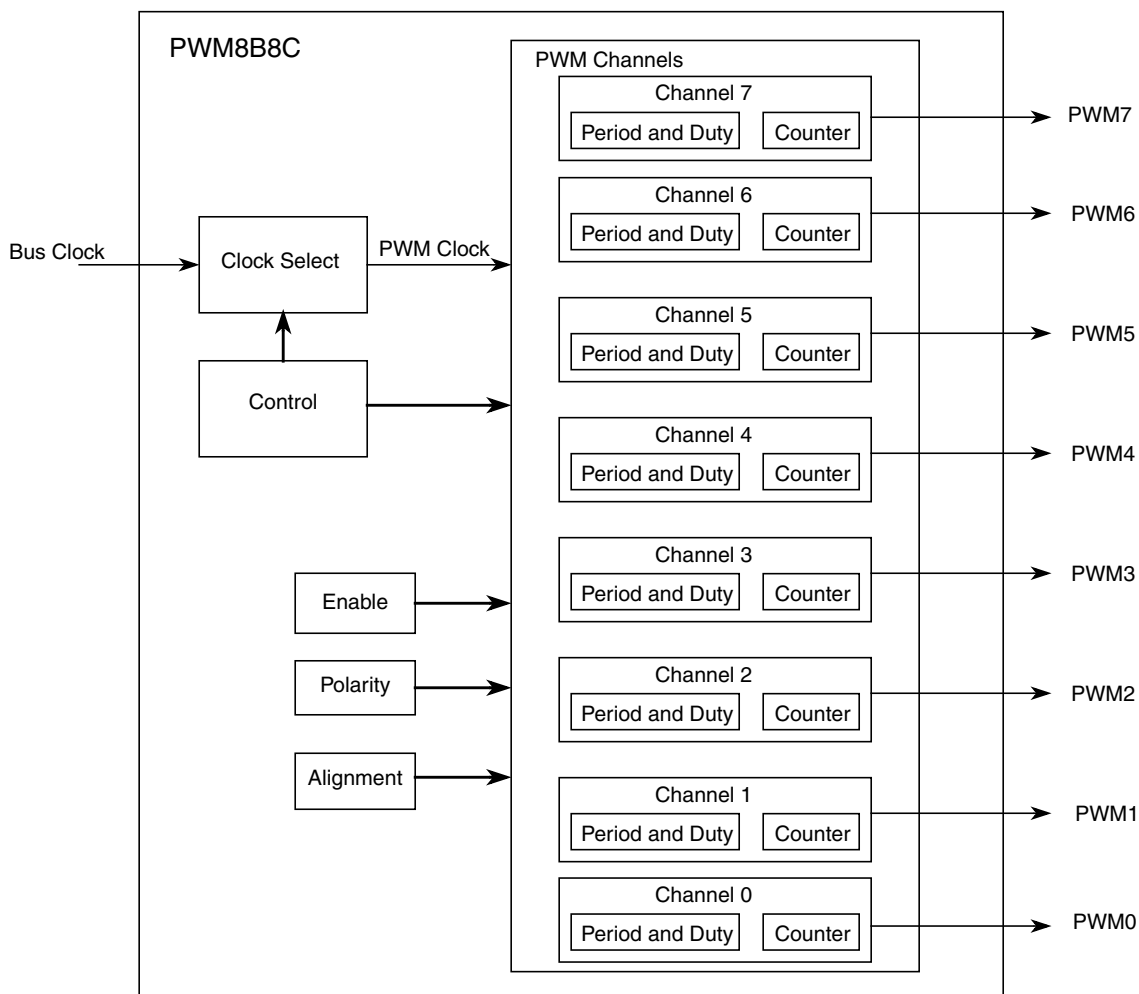 PWM8B8C
PWM Channels
Channel 7
Period and Duty
Counter
PWM7
Channel 6
Period and Duty
Counter
PWM6
Bus Clock
Clock Select
PWM Clock
Channel 5
Period and Duty
Counter
PWM5
Control
Channel 4
Period and Duty
Counter
PWM4
Channel 3
Period and Duty
Counter
PWM3
Enable
Polarity
Channel 2
Period and Duty
Counter
PWM2
Alignment
Channel 1
Period and Duty
Counter
PWM1
Channel 0
Period and Duty
Counter
PWM0